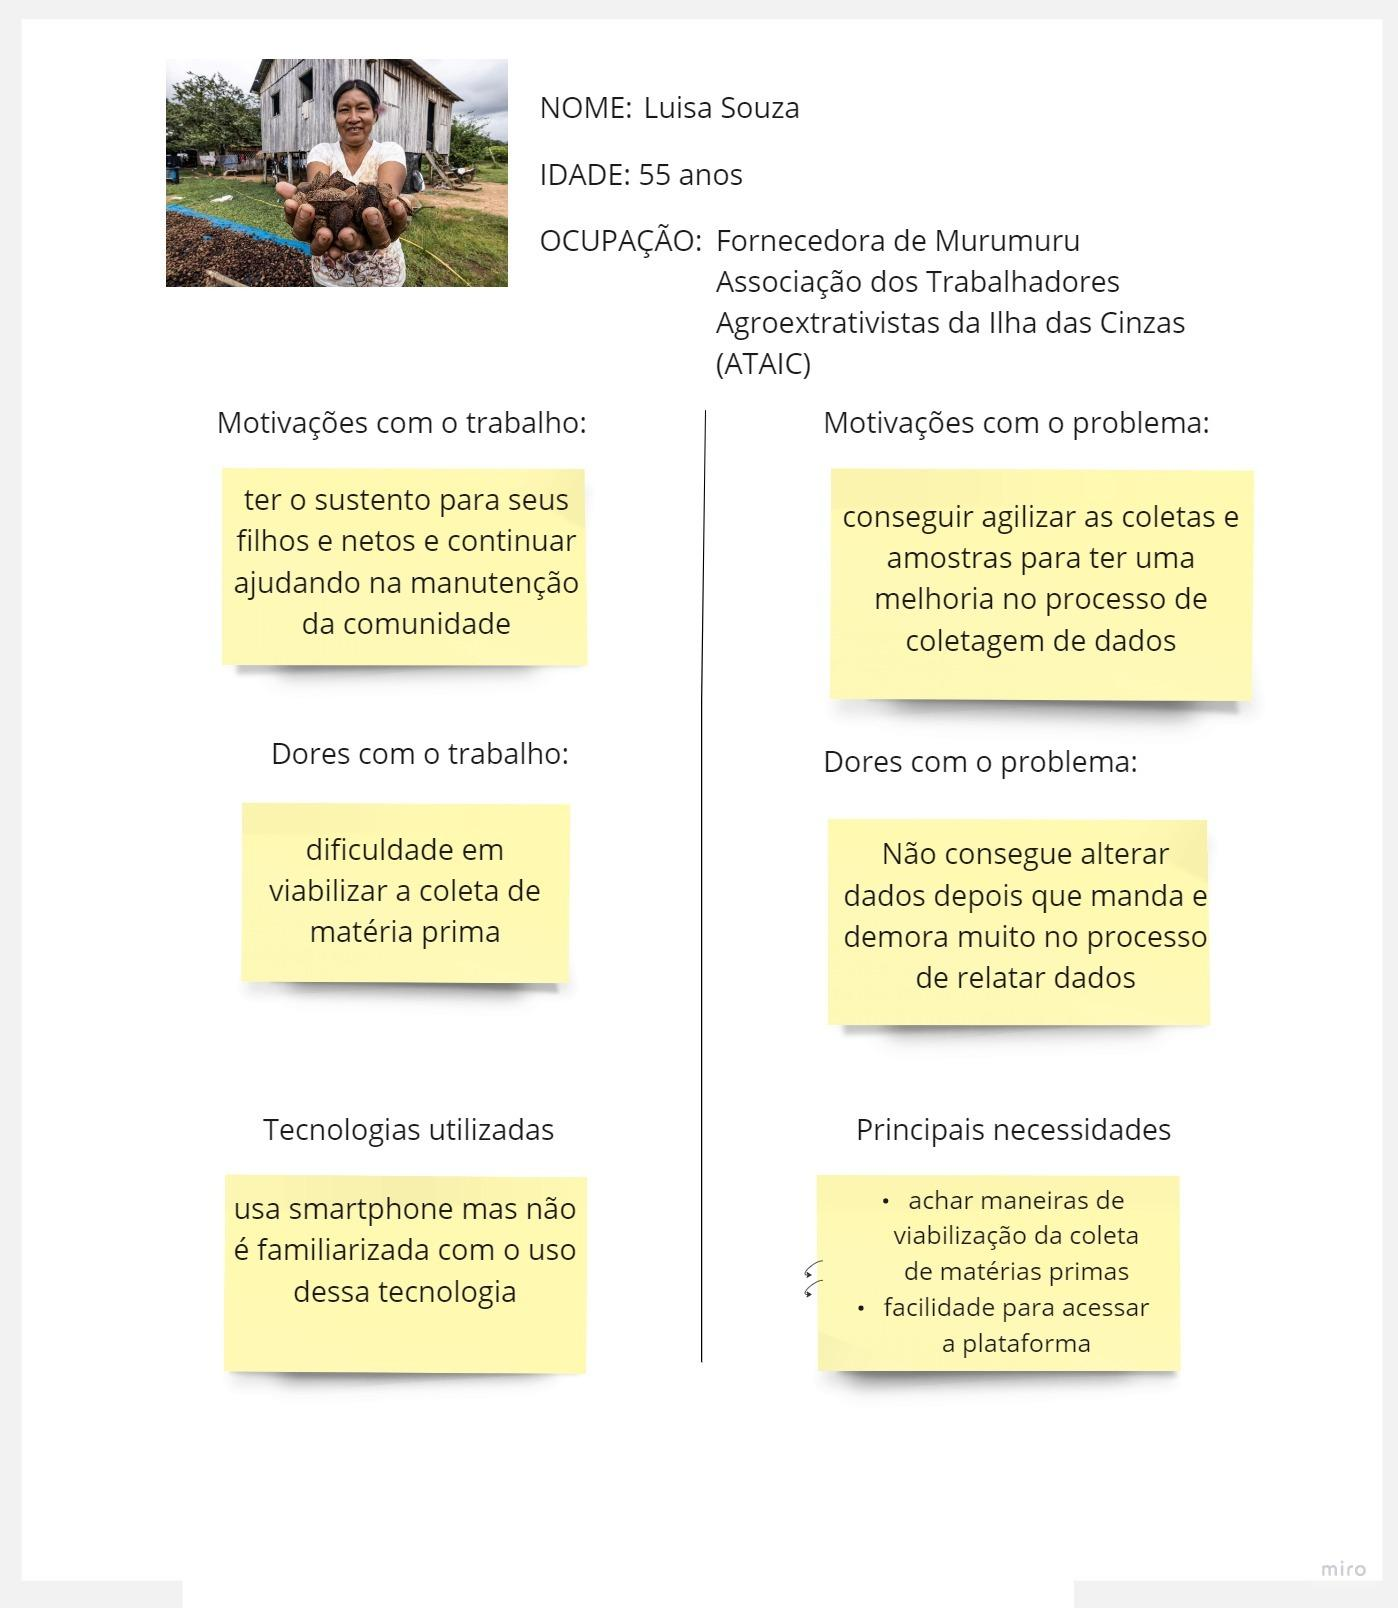 NOME: Luisa Souza
IDADE: 55 anos
OCUPAÇÃO: Fornecedora de Murumuru
Associação dos Trabalhadores
Agroextrativistas da Ilha das Cinzas
(ATAIC)
Motivações com o trabalho:
ter o sustento para seus
filhos e netos e continuar
ajudando na manutenção
da comunidade
Dores com o trabalho:
dificuldade em
viabilizar a coleta de
matéria prima
Tecnologias utilizadas
usa smartphone mas não
é familiarizada com o uso
dessa tecnologia
Motivações com o problema:
conseguir agilizar as coletas e
amostras para ter uma
melhoria no processo de
coletagem de dados
Dores com o problema:
Não consegue alterar
dados depois que manda e
demora muito no processo
de relatar dados
Principais necessidades
• achar maneiras de
viabilização da coleta
de matérias primas
• facilidade para acessar
a plataforma
miro